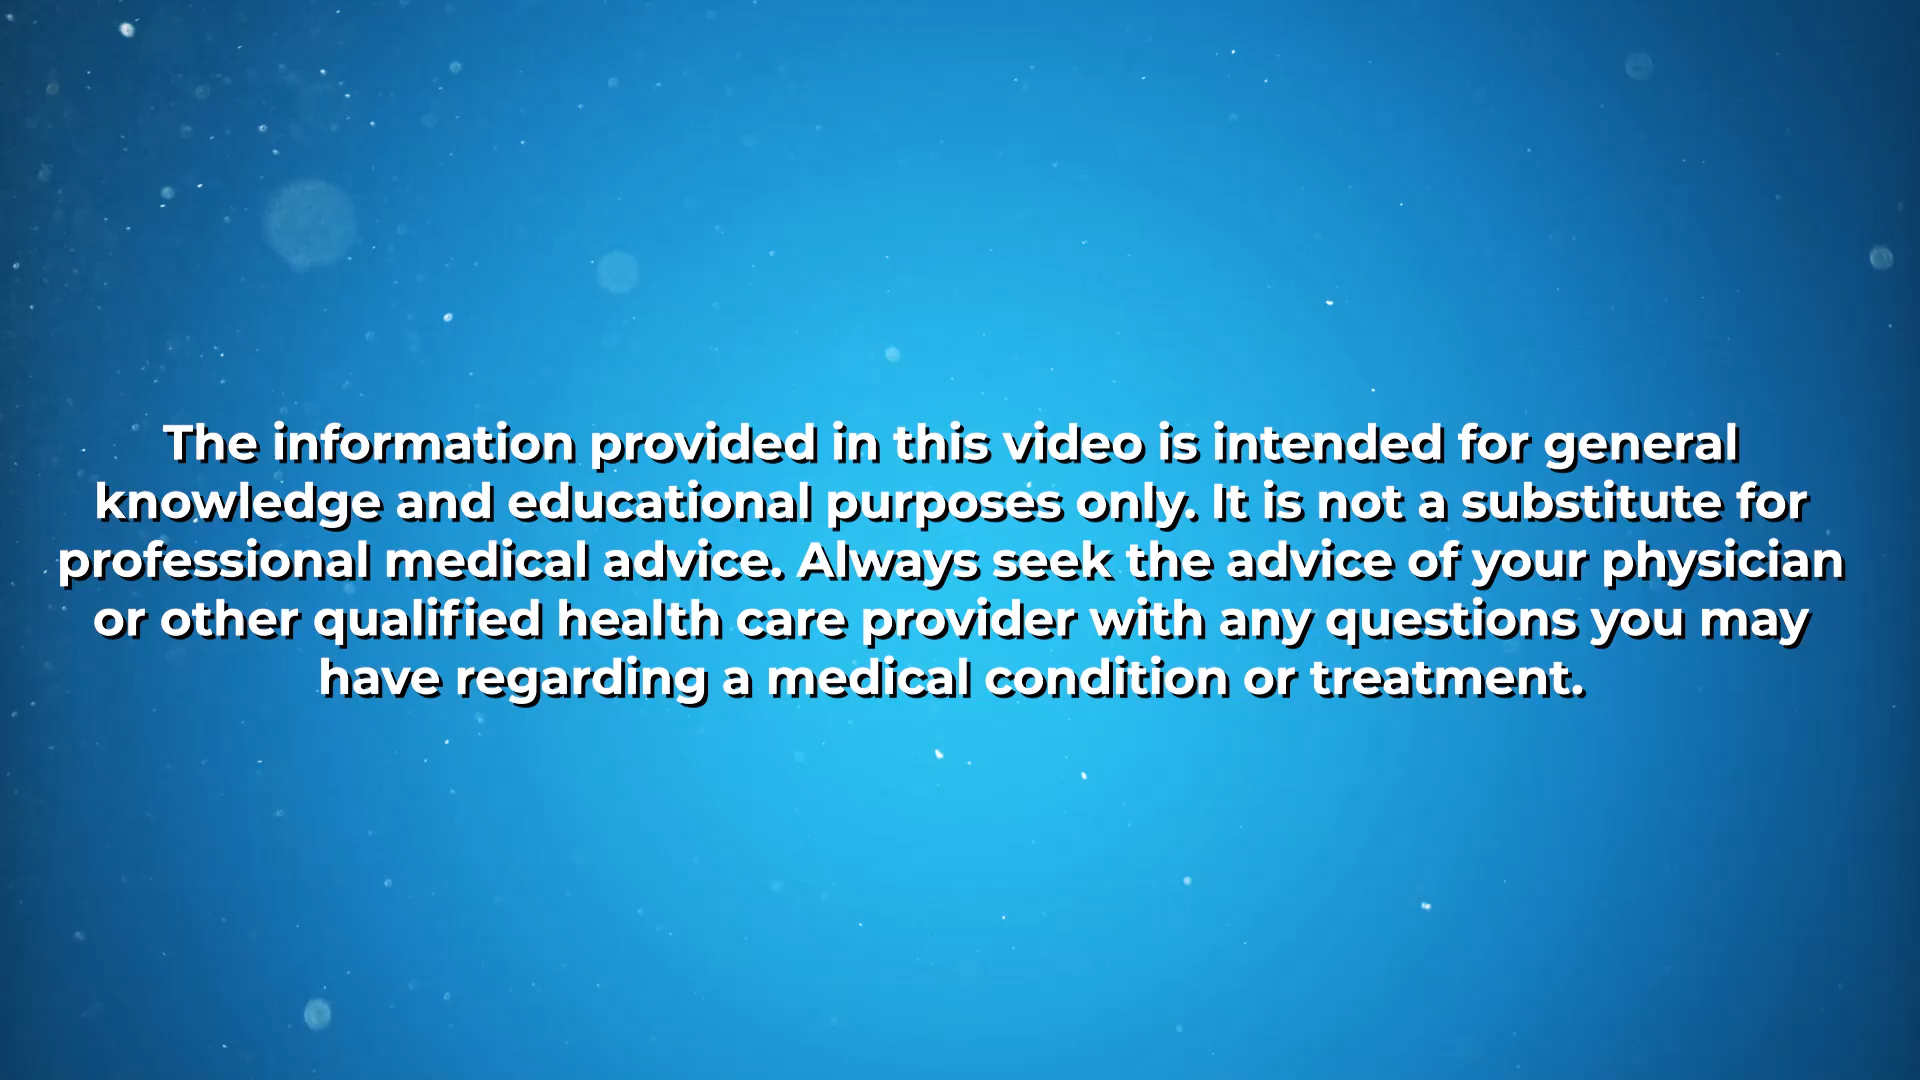 The information provided in this video is intended for general
knowledge and educational purposes only. It is not a substitute for
professional medical advice. Always seek the advice of your physician
or other qualified health care provider with any questions you may
have regarding a medical condition or treatment.